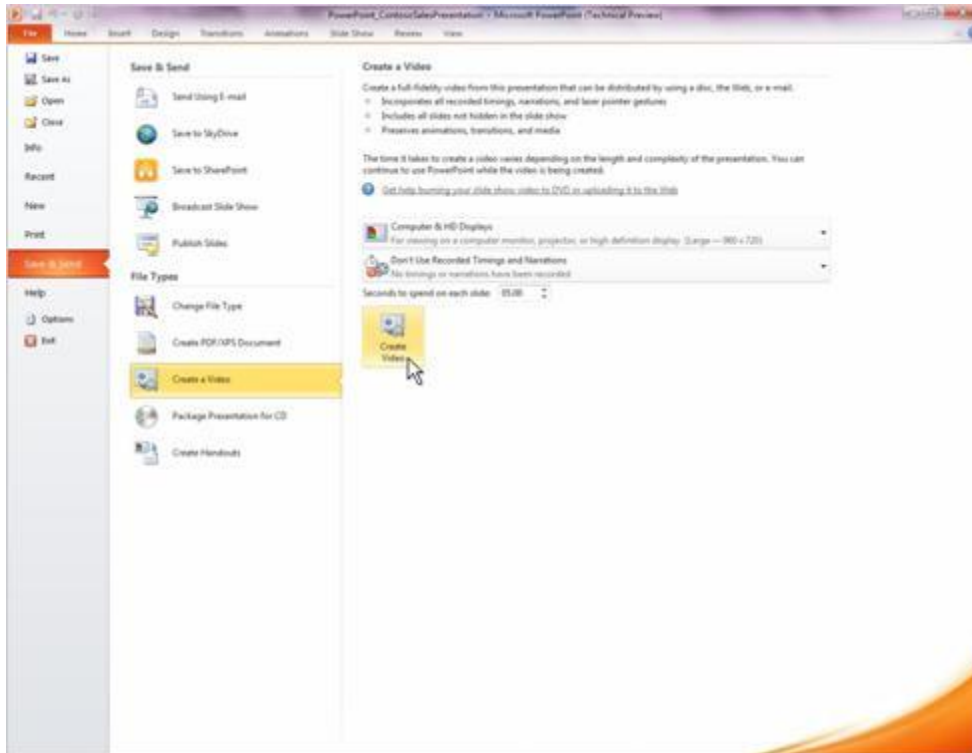 PowerPoint_ContosoSalesPresentation - Microsoft PowerPoint (Technical Preview)
File Home Insert Design Transitions Animations Slide Show Review View
Save
Save As
Open
Close
Info
Recent
New
Print
Save & Send
Help
Options
Exit
Save & Send
Send Using E-mail
Save to SkyDrive
Save to SharePoint
Broadcast Slide Show
Publish Slides
File Types
Change File Type
Create PDF/XPS Document
Create a Video
Package Presentation for CD
Create Handouts
Create a Video
Create a full-fidelity video from this presentation that can be distributed by using a disc, the Web, or e-mail.
Incorporates all recorded timings, narrations, and laser pointer gestures
Includes all slides not hidden in the slide show
Preserves animations, transitions, and media
The time it takes to create a video varies depending on the length and complexity of the presentation. You can
continue to use PowerPoint while the video is being created.
Get help burning your slide show video to DVD or uploading it to the Web
Computer & HD Displays
For viewing on a computer monitor, projector, or high definition display. (Large — 960 x 720)
Don't Use Recorded Timings and Narrations
No timings or narrations have been recorded
Seconds to spend on each slide: 05.00
Create
Video